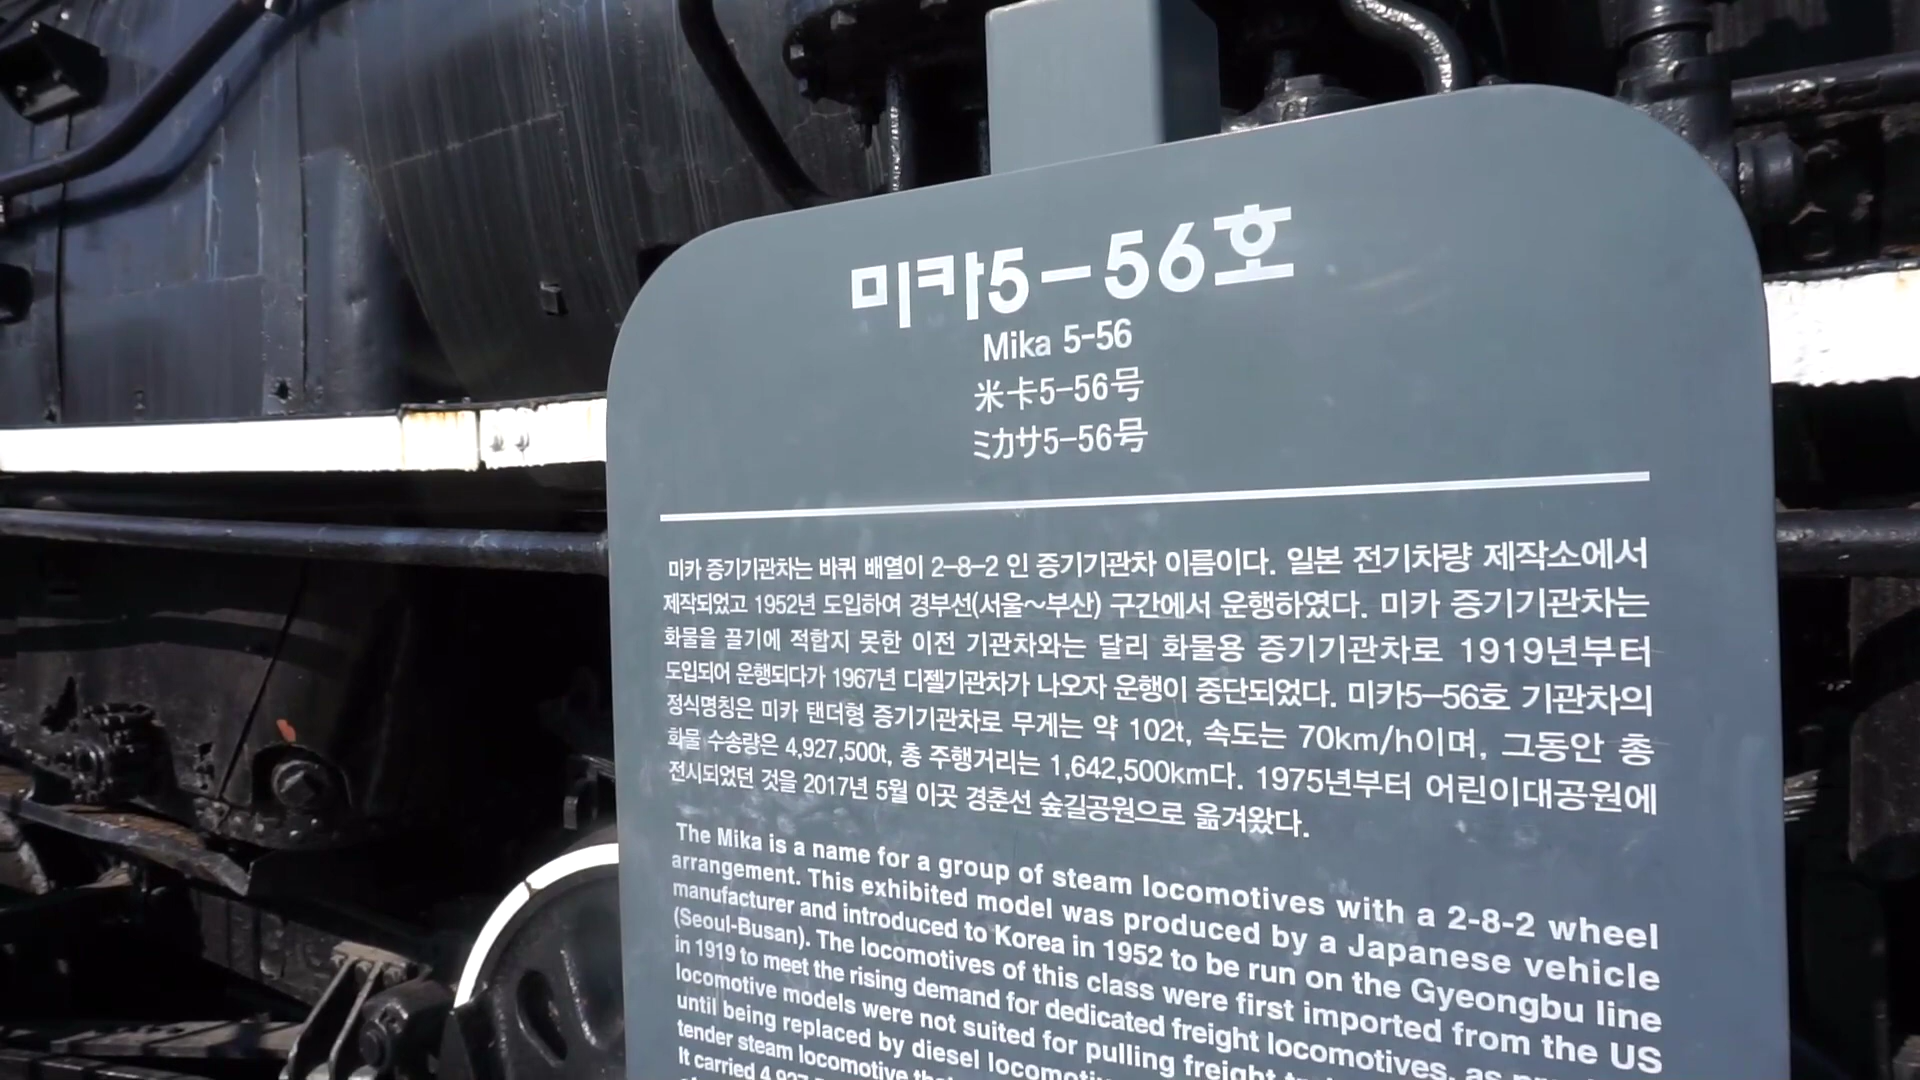 미카5-56호
Mika 5-56
米卡5-56号
ミカサ5-56号
미카 증기기관차는 바퀴 배열이 2-8-2 인 증기기관차 이름이다. 일본 전기차량 제작소에서
제작되었고 1952년 도입하여 경부선(서울~부산) 구간에서 운행하였다. 미카 증기기관차는
화물을 끌기에 적합지 못한 이전 기관차와는 달리 화물용 증기기관차로 1919년부터
도입되어 운행되다가 1967년 디젤기관차가 나오자 운행이 중단되었다. 미카5-56호 기관차의
정식명칭은 미카 탠더형 증기기관차로 무게는 약 102t, 속도는 70km/h이며, 그동안 총
화물 수송량은 4,927,500t, 총 주행거리는 1,642,500km다. 1975년부터 어린이대공원에
전시되었던 것을 2017년 5월 이곳 경춘선 숲길공원으로 옮겨왔다.
The Mika is a name for a group of steam locomotives with a 2-8-2 wheel
arrangement. This exhibited model was produced by a Japanese vehicle
manufacturer and introduced to Korea in 1952 to be run on the Gyeongbu line
(Seoul-Busan). The locomotives of this class were first imported from the US
in 1919 to meet the rising demand for dedicated freight locomotives, as
locomotive models were not suited for pulling freight
until being replaced by diesel
tender steam locomotive
It carried